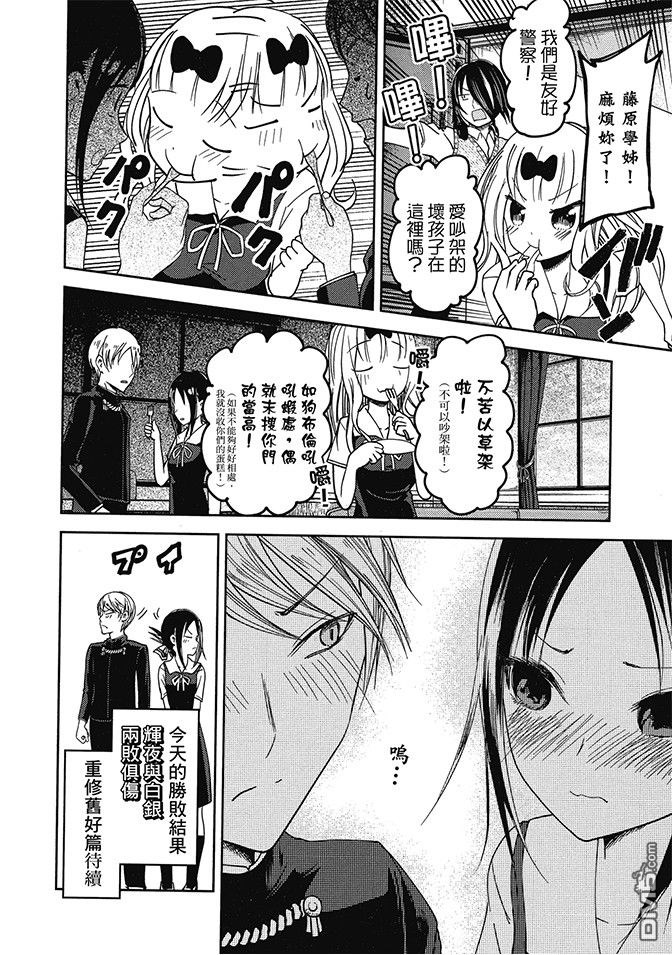 藤原學姊！
麻煩妳了！
嗶！
嗶！
我們是友好
警察！
愛吵架的
壞孩子在
這裡嗎？
パク
パク
不苦以草架
啦！
（不可以吵架啦！）
嚼！
如狗布倫吼
吼蝦處，偶
就末搜你門
的當高！
（如果不能夠好好相處，
我就沒收你們的蛋糕！）
嚼！
嗚…
プイ
今天的勝敗結果
輝夜與白銀
兩敗俱傷
重修舊好篇待續
DM5.com